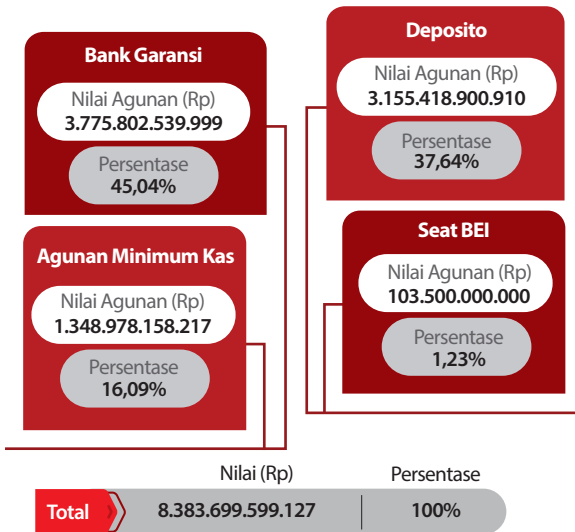 Bank Garansi
Nilai Agunan (Rp)
3.775.802.539.999
Persentase
45,04%
Deposito
Nilai Agunan (Rp)
3.155.418.900.910
Persentase
37,64%
Agunan Minimum Kas
Nilai Agunan (Rp)
1.348.978.158.217
Persentase
16,09%
Seat BEI
Nilai Agunan (Rp)
103.500.000.000
Persentase
1,23%
Nilai (Rp) Persentase
Total 8.383.699.599.127 100%